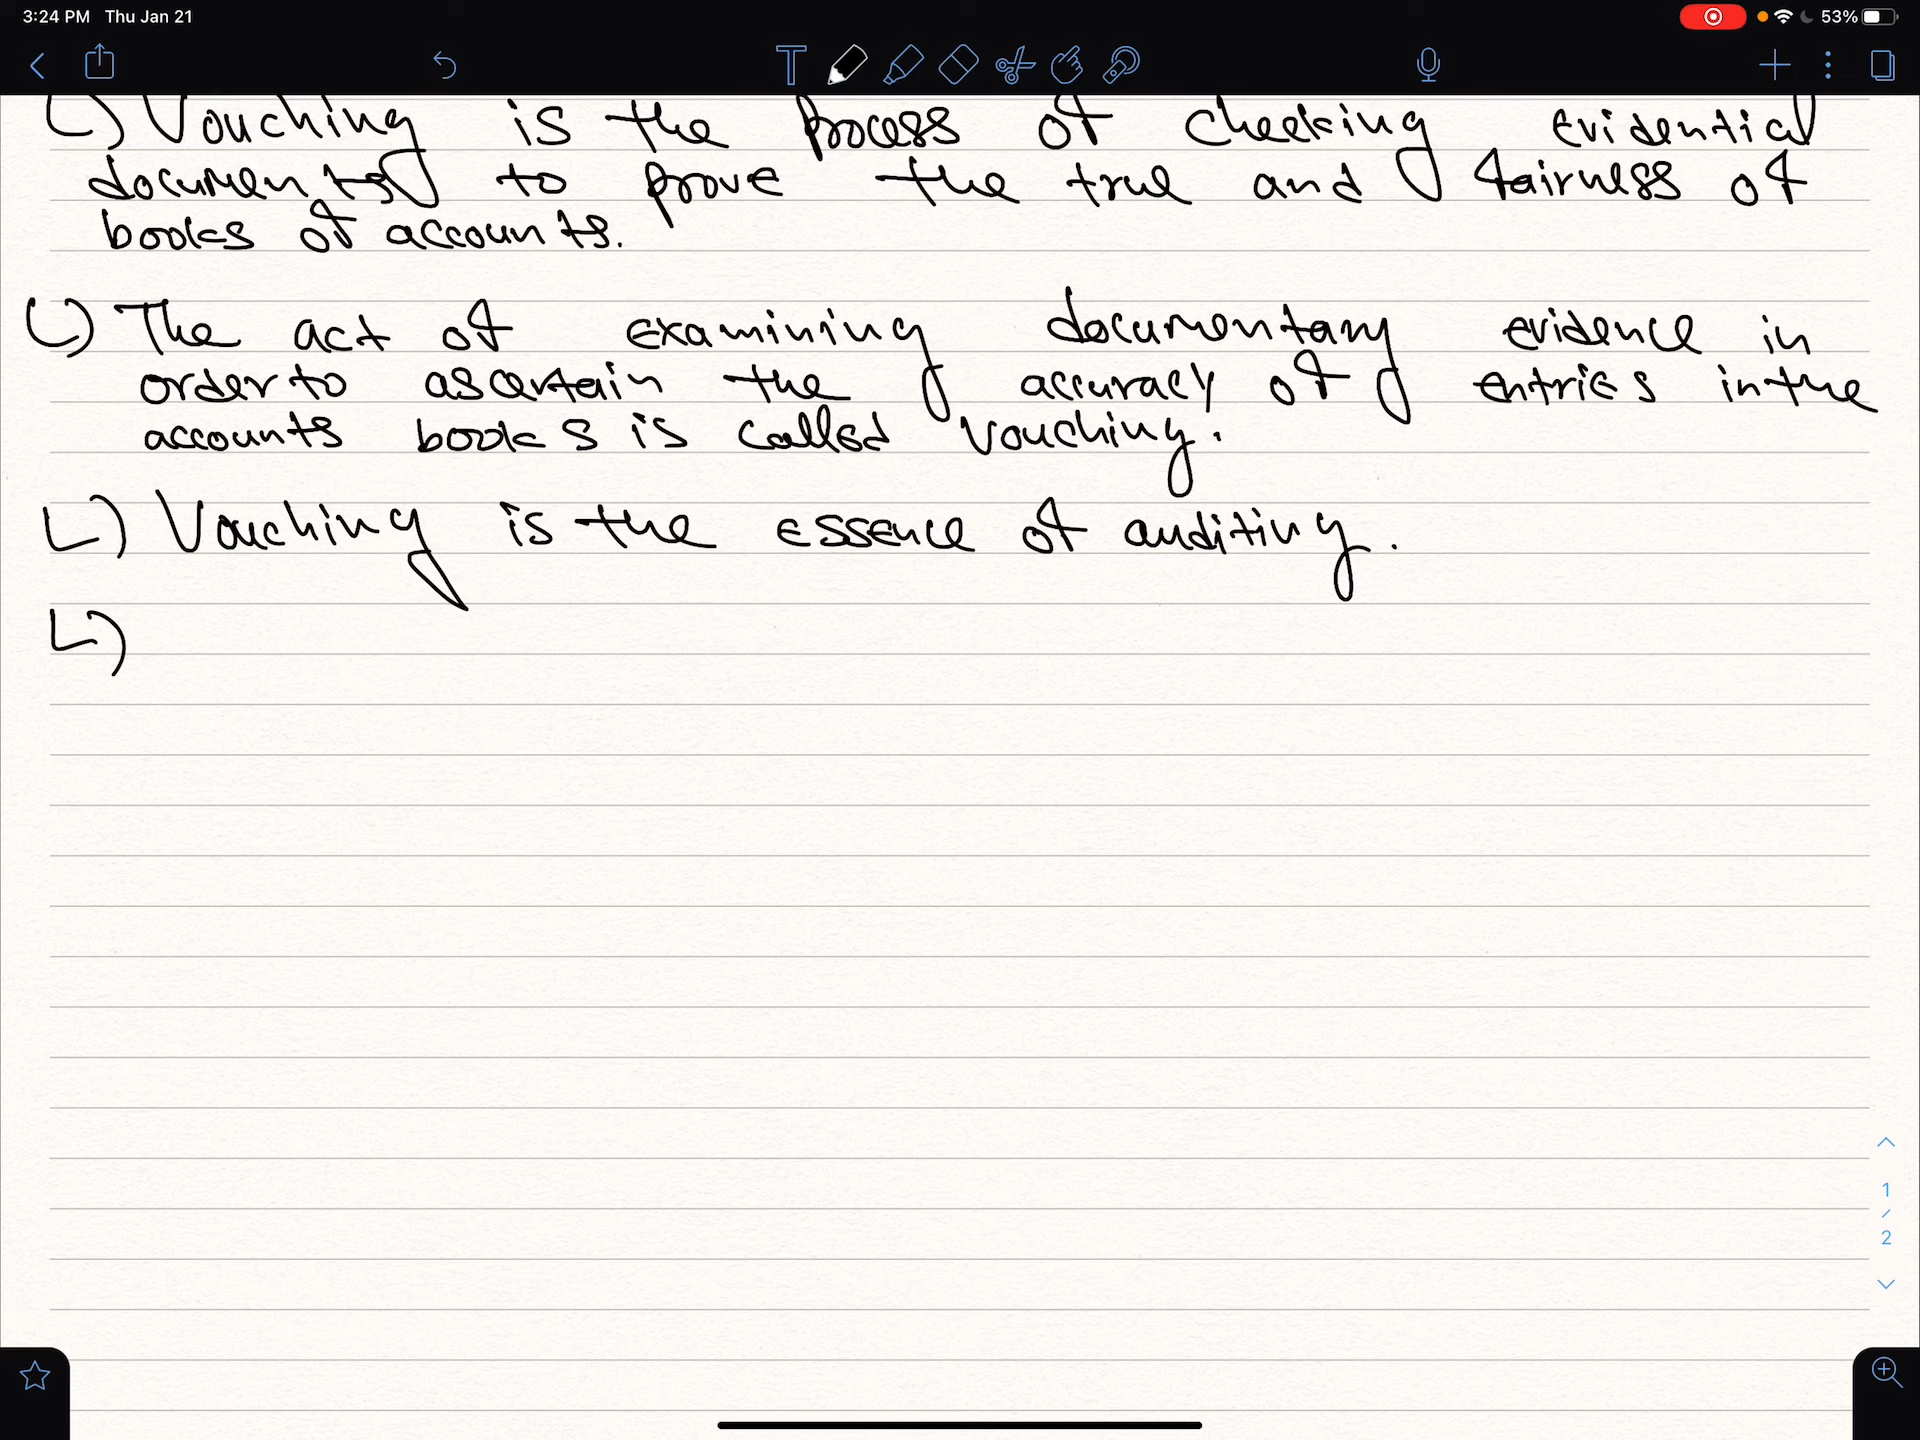 3:24 PM Thu Jan 21
53%
↳) Vouching is the process of checking evidential
documents to prove the true and fairness of
books of accounts.
↳) The act of examining documentary evidence in
order to ascertain the accuracy of entries in the
accounts books is called vouching.
↳) Vouching is the essence of auditing.
↳)
1
/
2